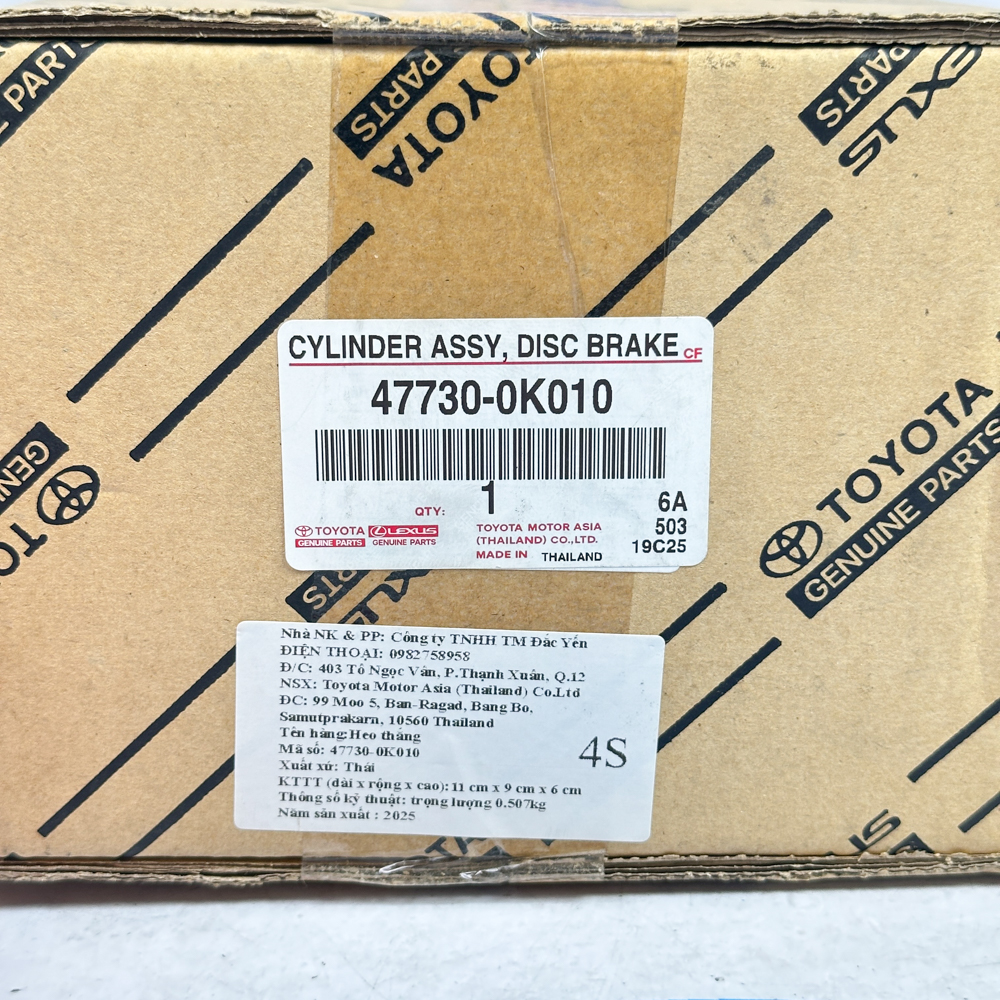 T PARTS
PARTS
TOYOTA
PARTS
LEXUS
CYLINDER ASSY, DISC BRAKE CF
47730-0K010
QTY: 1
6A
503
19C25
TOYOTA LEXUS
GENUINE PARTS GENUINE PARTS
TOYOTA MOTOR ASIA
(THAILAND) CO.,LTD.
MADE IN THAILAND
TOYOTA
GENUINE PARTS
GEN
TO
PARTS
Nhà NK & PP: Công ty TNHH TM Đắc Yến
ĐIỆN THOẠI: 0982758958
Đ/C: 403 Tô Ngọc Vân, P.Thạnh Xuân, Q.12
NSX: Toyota Motor Asia (Thailand) Co.Ltd
ĐC: 99 Moo 5, Ban-Ragad, Bang Bo,
Samutprakarn, 10560 Thailand
Tên hàng:Heo thắng
Mã số: 47730-0K010
Xuất xứ: Thái
KTTT (dài x rộng x cao): 11 cm x 9 cm x 6 cm
Thông số kỹ thuật: trọng lượng 0.507kg
Năm sản xuất : 2025
4S